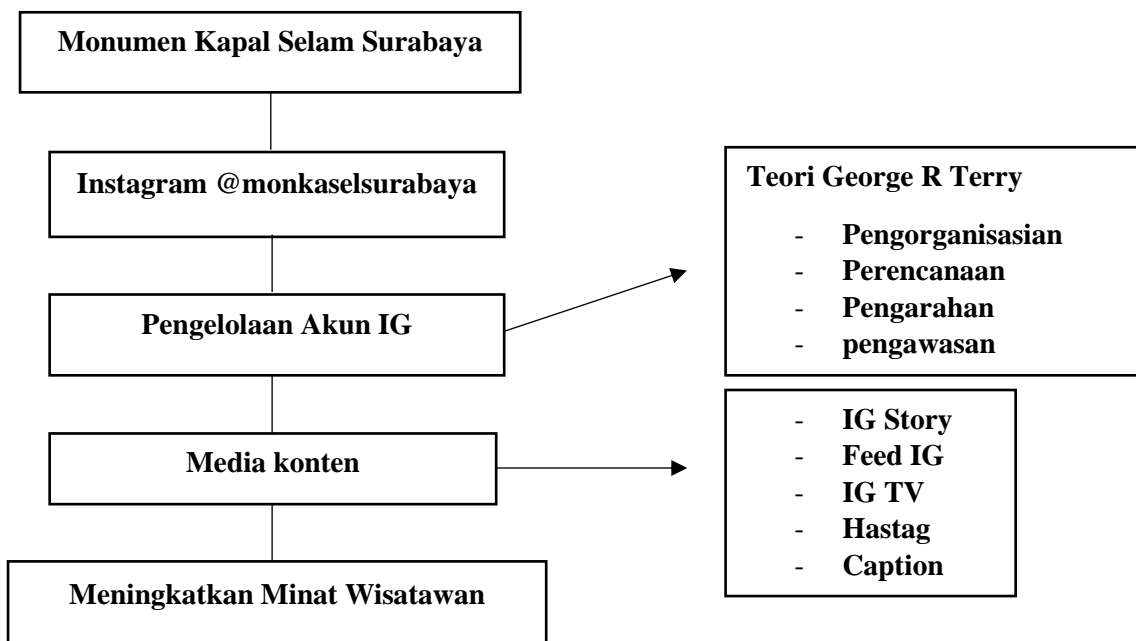 Monumen Kapal Selam Surabaya
Instagram @monkaselsurabaya
Pengelolaan Akun IG
Media konten
Meningkatkan Minat Wisatawan
Teori George R Terry
- Pengorganisasian
- Perencanaan
- Pengarahan
- pengawasan
- IG Story
- Feed IG
- IG TV
- Hastag
- Caption